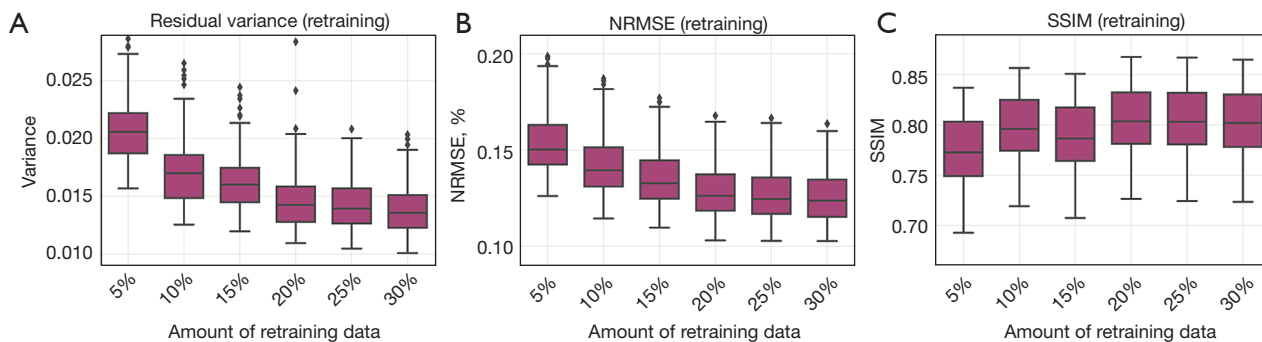 A
Residual variance (retraining)
Variance
0.025
0.020
0.015
0.010
5%
10%
15%
20%
25%
30%
Amount of retraining data
B
NRMSE (retraining)
NRMSE, %
0.20
0.15
0.10
5%
10%
15%
20%
25%
30%
Amount of retraining data
C
SSIM (retraining)
SSIM
0.85
0.80
0.75
0.70
5%
10%
15%
20%
25%
30%
Amount of retraining data